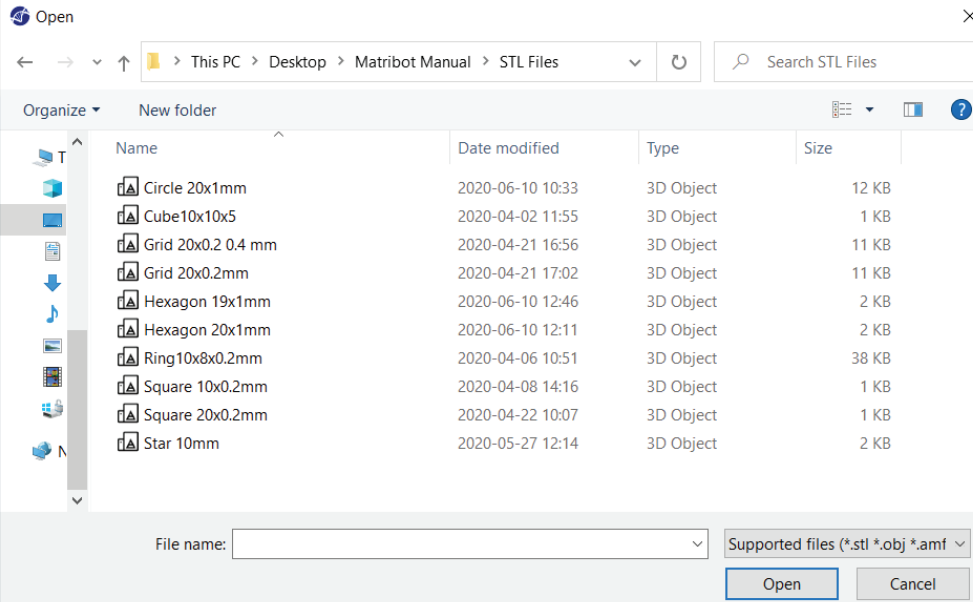 Open
This PC > Desktop > Matribot Manual > STL Files
Search STL Files
Organize
New folder
?
Name Date modified Type Size
Circle 20x1mm 2020-06-10 10:33 3D Object 12 KB
Cube10x10x5 2020-04-02 11:55 3D Object 1 KB
Grid 20x0.2 0.4 mm 2020-04-21 16:56 3D Object 11 KB
Grid 20x0.2mm 2020-04-21 17:02 3D Object 11 KB
Hexagon 19x1mm 2020-06-10 12:46 3D Object 2 KB
Hexagon 20x1mm 2020-06-10 12:11 3D Object 2 KB
Ring10x8x0.2mm 2020-04-06 10:51 3D Object 38 KB
Square 10x0.2mm 2020-04-08 14:16 3D Object 1 KB
Square 20x0.2mm 2020-04-22 10:07 3D Object 1 KB
Star 10mm 2020-05-27 12:14 3D Object 2 KB
File name:
Supported files (*.stl *.obj *.amf
Open
Cancel